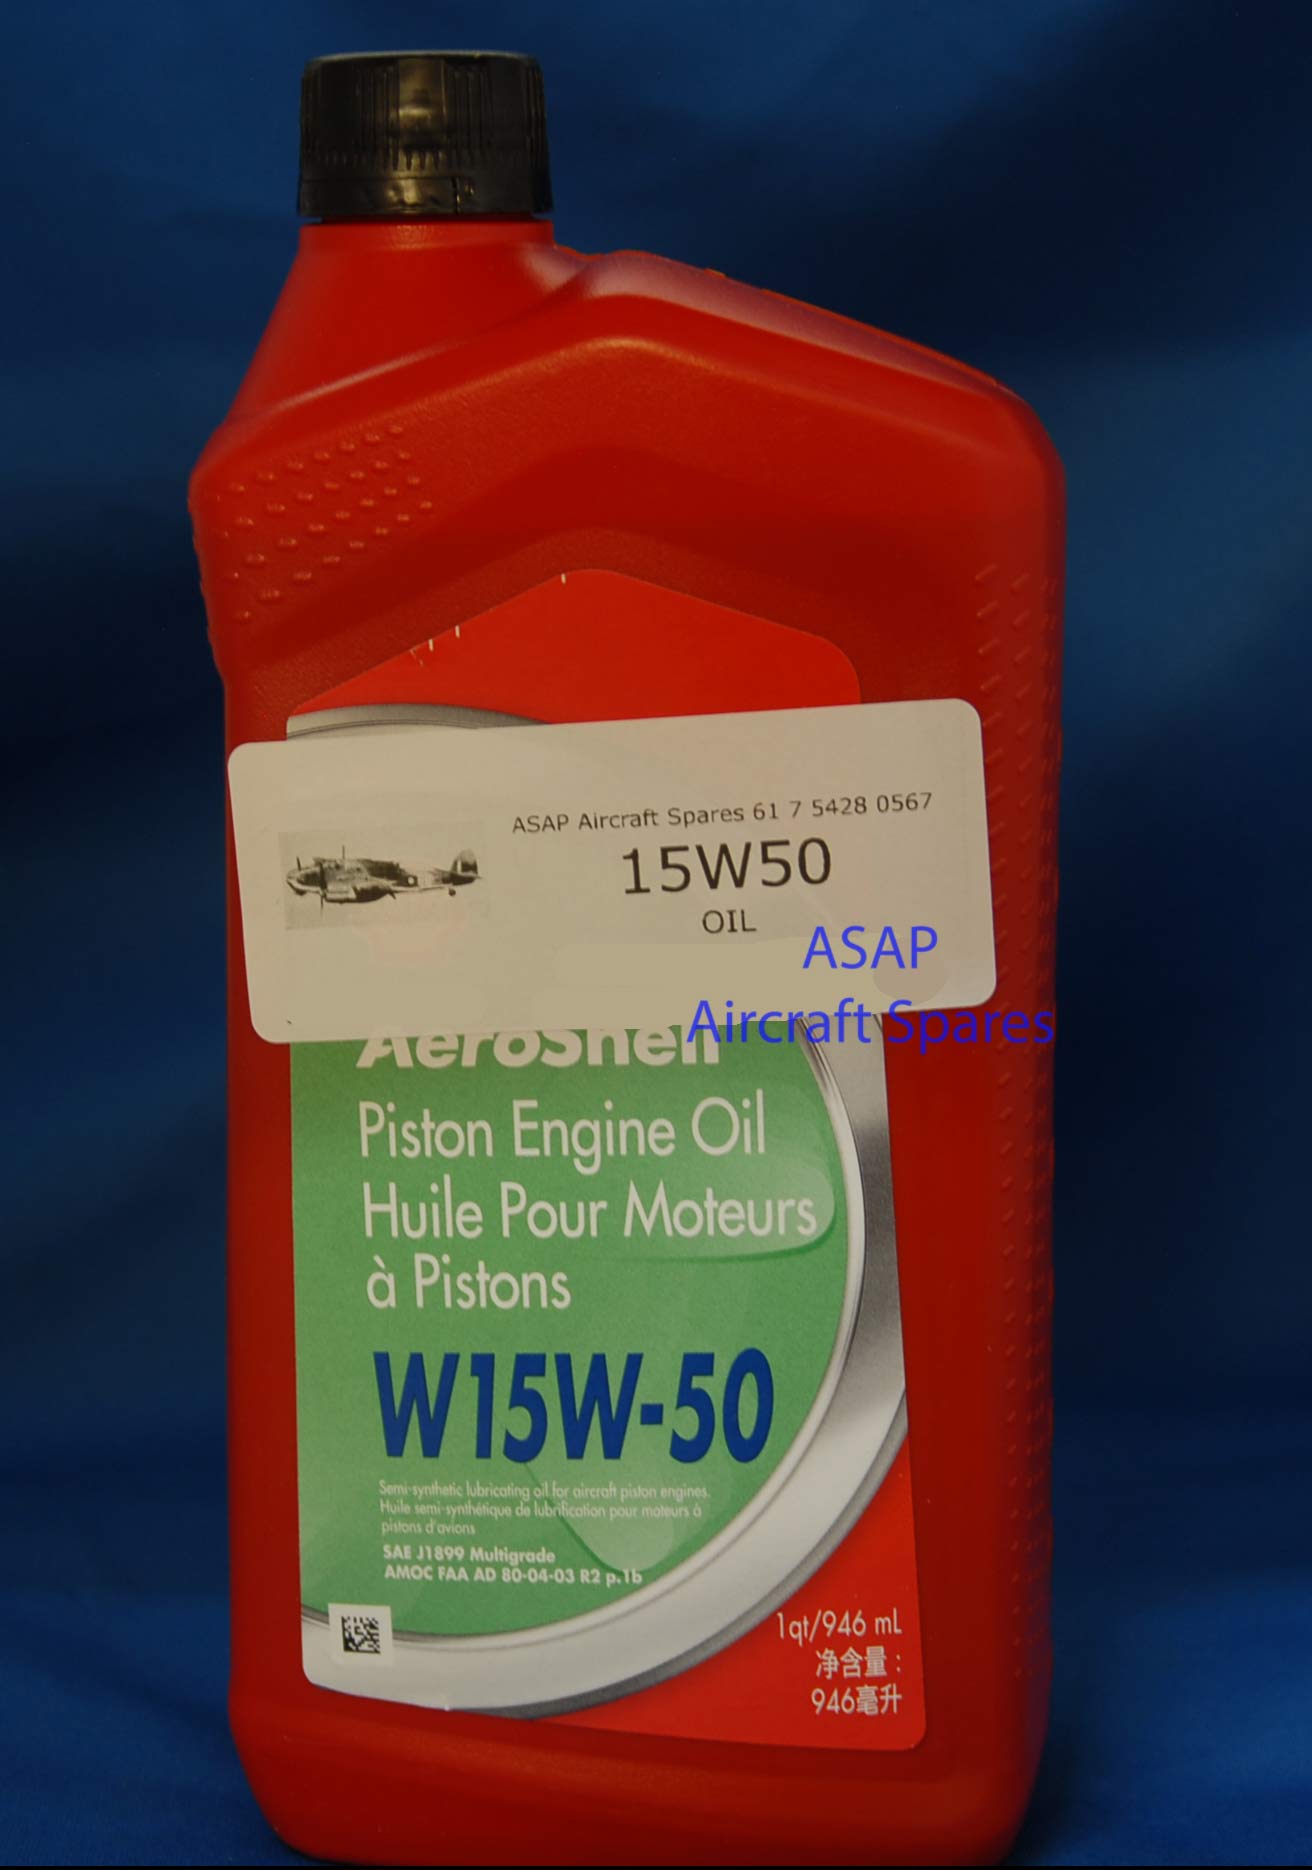 ASAP Aircraft Spares 61 7 5428 0567
15W50
OIL
ASAP
Aircraft Spares
AeroShell
Piston Engine Oil
Huile Pour Moteurs
à Pistons
W15W-50
Semi-synthetic lubricating oil for aircraft piston engines.
Huile semi-synthétique de lubrification pour moteurs à
pistons d'avions
SAE J1899 Multigrade
AMOC FAA AD 80-04-03 R2 p.1b
1qt/946 mL
净含量:
946毫升